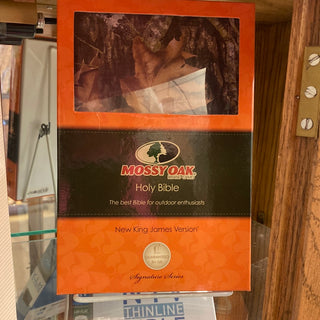 MOSSY OAK
Holy Bible
The best Bible for outdoor enthusiasts
New King James Version®
Signature Series
THINLINE